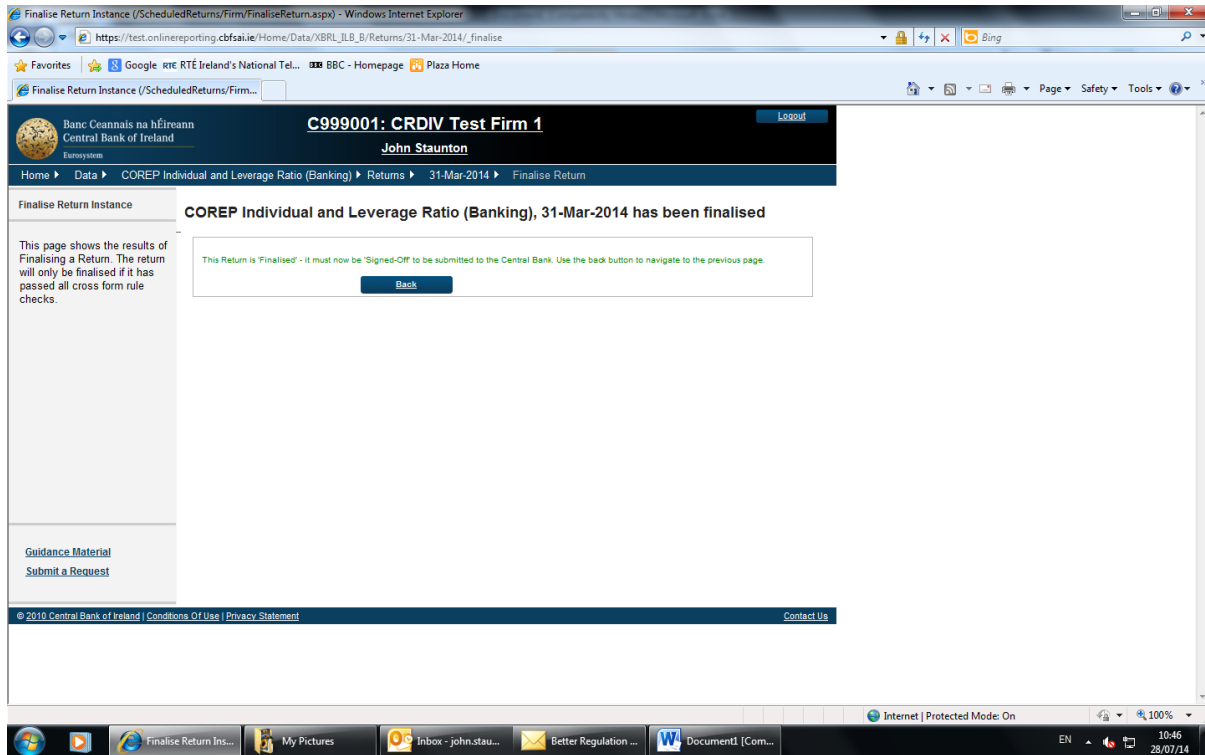 Finalise Return Instance (/ScheduledReturns/Firm/FinaliseReturn.aspx) - Windows Internet Explorer
https://test.onlinereporting.cbfsai.ie/Home/Data/XBRL_ILB_B/Returns/31-Mar-2014/_finalise
Bing
Favorites Google RTÉ RTÉ Ireland's National Tel... BBC BBC - Homepage Plaza Home
Finalise Return Instance (/ScheduledReturns/Firm... Page Safety Tools
Banc Ceannais na hÉireann
Central Bank of Ireland
Eurosystem
C999001: CRDIV Test Firm 1
John Staunton
Logout
Home Data COREP Individual and Leverage Ratio (Banking) Returns 31-Mar-2014 Finalise Return
Finalise Return Instance
This page shows the results of
Finalising a Return. The return
will only be finalised if it has
passed all cross form rule
checks.
COREP Individual and Leverage Ratio (Banking), 31-Mar-2014 has been finalised
This Return is 'Finalised' - it must now be 'Signed-Off' to be submitted to the Central Bank. Use the back button to navigate to the previous page.
Back
Guidance Material
Submit a Request
© 2010 Central Bank of Ireland | Conditions Of Use | Privacy Statement Contact Us
Internet | Protected Mode: On 100%
Finalise Return Ins... My Pictures Inbox - john.stau... Better Regulation ... Document1 [Com... EN 10:46
28/07/14